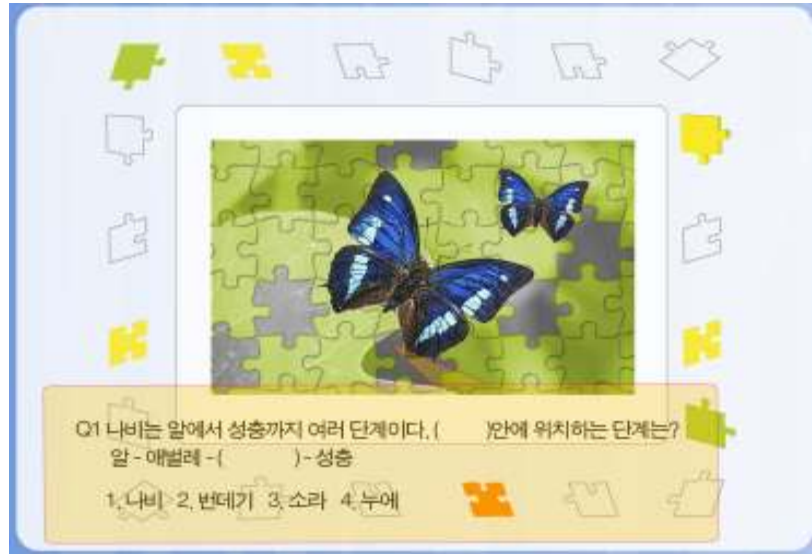 Q1 나비는 알에서 성충까지 여러 단계이다. ( )안에 위치하는 단계는?
알 - 애벌레 - ( ) - 성충
1. 나비 2. 번데기 3. 소라 4. 누에